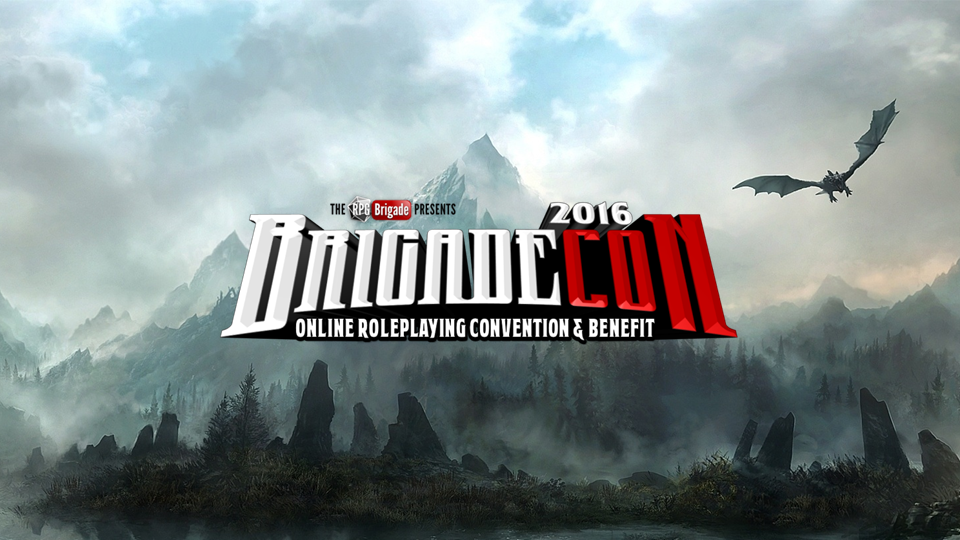 THE RPG Brigade PRESENTS
2016
BRIGADECON
ONLINE ROLEPLAYING CONVENTION & BENEFIT